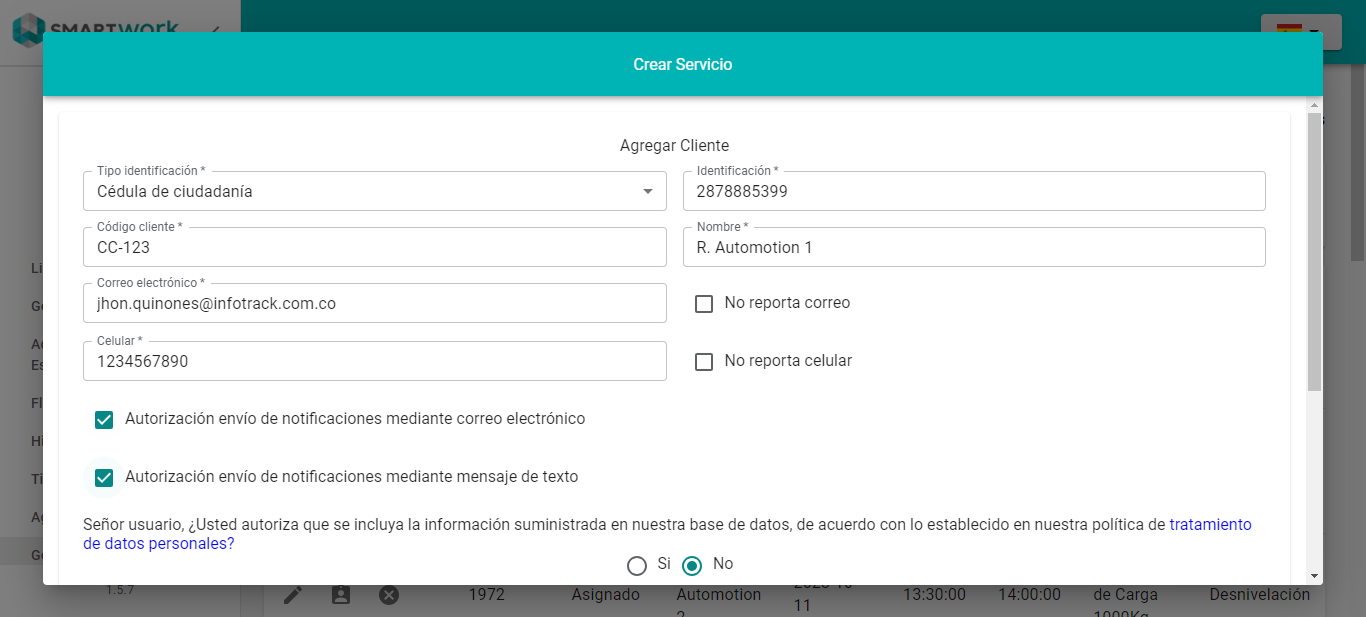 SMARTWORK
Crear Servicio
Agregar Cliente
Tipo identificación *
Cédula de ciudadanía
Identificación *
2878885399
Código cliente *
CC-123
Nombre *
R. Automotion 1
Correo electrónico *
jhon.quinones@infotrack.com.co
No reporta correo
Celular *
1234567890
No reporta celular
Autorización envío de notificaciones mediante correo electrónico
Autorización envío de notificaciones mediante mensaje de texto
Señor usuario, ¿Usted autoriza que se incluya la información suministrada en nuestra base de datos, de acuerdo con lo establecido en nuestra política de tratamiento
de datos personales?
Si No
1.5.7
1972 Asignado Automotion 11 13:30:00 14:00:00 de Carga Desnivelación